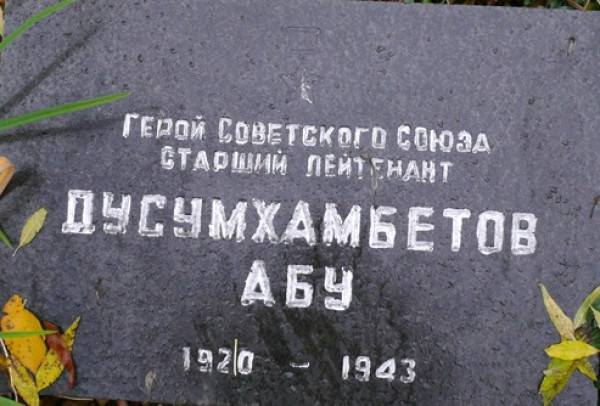 ГЕРОЙ СОВЕТСКОГО СОЮЗА
СТАРШИЙ ЛЕЙТЕНАНТ
ДУСУМХАМБЕТОВ
АБУ
1920 - 1943